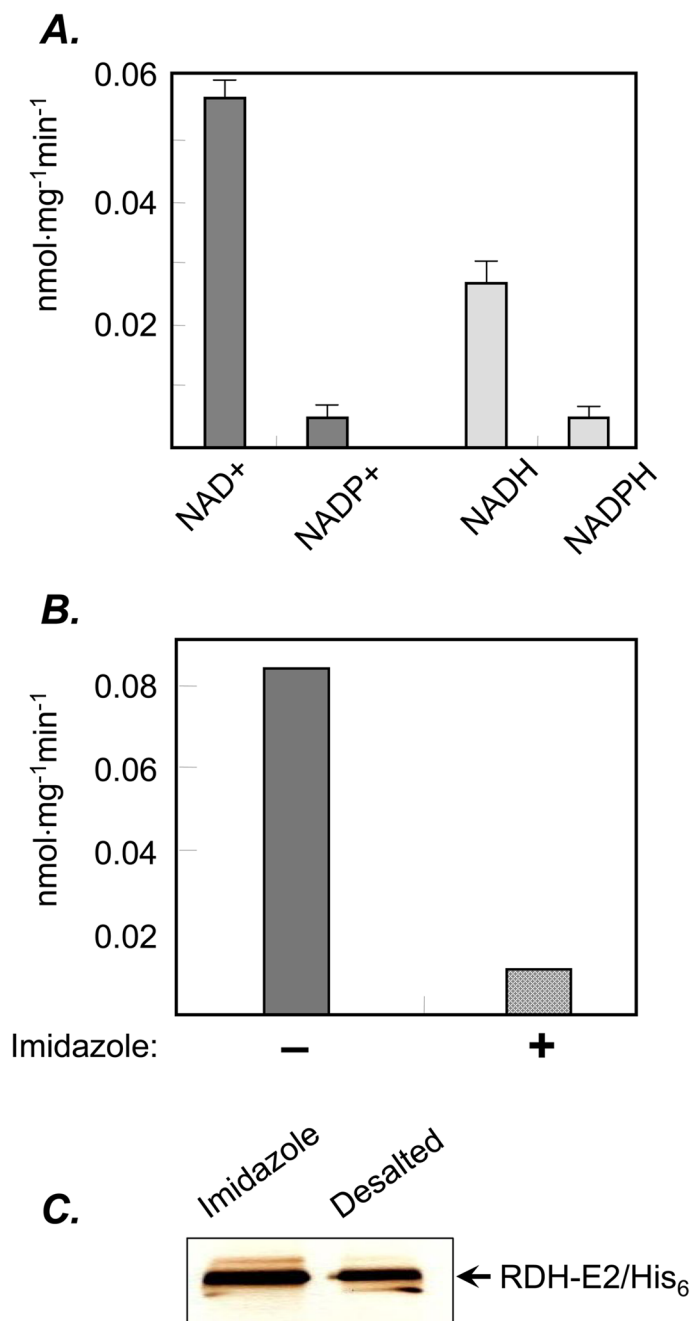 A.
nmol·mg⁻¹min⁻¹
0.06
0.04
0.02
NAD+
NADP+
NADH
NADPH
B.
nmol·mg⁻¹min⁻¹
0.08
0.06
0.04
0.02
Imidazole: – +
C.
Imidazole
Desalted
RDH-E2/His₆